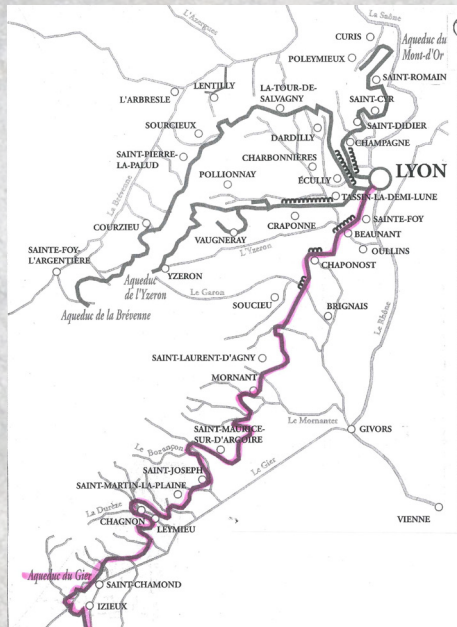 La Saône
L'Azergues
CURIS
Aqueduc du
Mont-d'Or
POLEYMIEUX
SAINT-ROMAIN
LENTILLY
L'ARBRESLE
LA-TOUR-DE-
SALVAGNY
SAINT-CYR
SOURCIEUX
DARDILLY
SAINT-DIDIER
CHAMPAGNE
SAINT-PIERRE-
LA-PALUD
CHARBONNIÈRES
POLLIONNAY
ÉCULLY
LYON
La Brévenne
TASSIN-LA-DEMI-LUNE
COURZIEU
CRAPONNE
SAINTE-FOY
VAUGNERAY
BEAUNANT
SAINTE-FOY-
L'ARGENTIÈRE
L'Yzeron
OULLINS
Aqueduc
de l'Yzeron
YZERON
CHAPONOST
Le Garon
Aqueduc de la Brévenne
SOUCIEU
BRIGNAIS
Le Rhône
SAINT-LAURENT-D'AGNY
MORNANT
Le Mornantet
SAINT-MAURICE-
SUR-D'ARGOIRE
GIVORS
Le Bozançon
SAINT-JOSEPH
Le Gier
SAINT-MARTIN-LA-PLAINE
La Durèze
CHAGNON
LEYMIEU
VIENNE
Aqueduc du Gier
SAINT-CHAMOND
IZIEUX